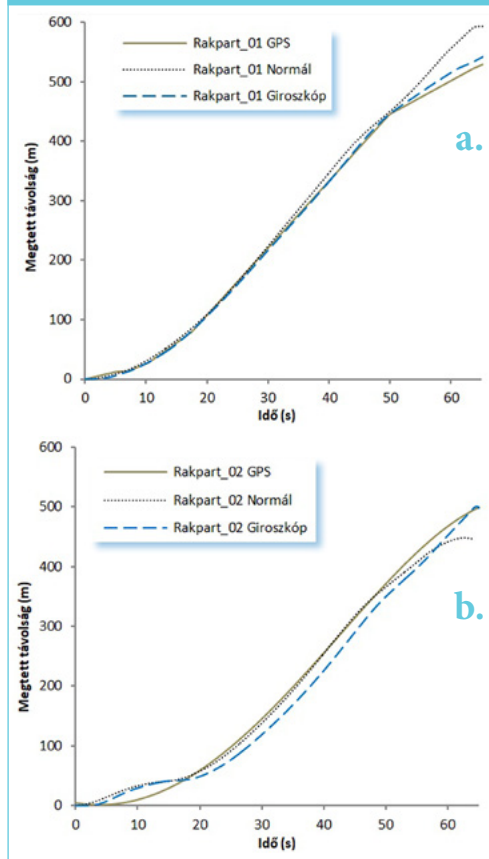 600
500
400
300
200
100
0
Megtett távolság (m)
Rakpart_01 GPS
Rakpart_01 Normál
Rakpart_01 Giroszkóp
a.
0 10 20 30 40 50 60
Idő (s)
600
500
400
300
200
100
0
Megtett távolság (m)
Rakpart_02 GPS
Rakpart_02 Normál
Rakpart_02 Giroszkóp
b.
0 10 20 30 40 50 60
Idő (s)